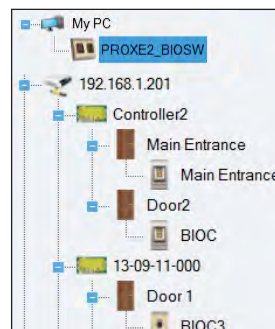 My PC
PROXE2_BIOSW
192.168.1.201
Controller2
Main Entrance
Main Entrance
Door2
BIOC
13-09-11-000
Door 1
BIOC3